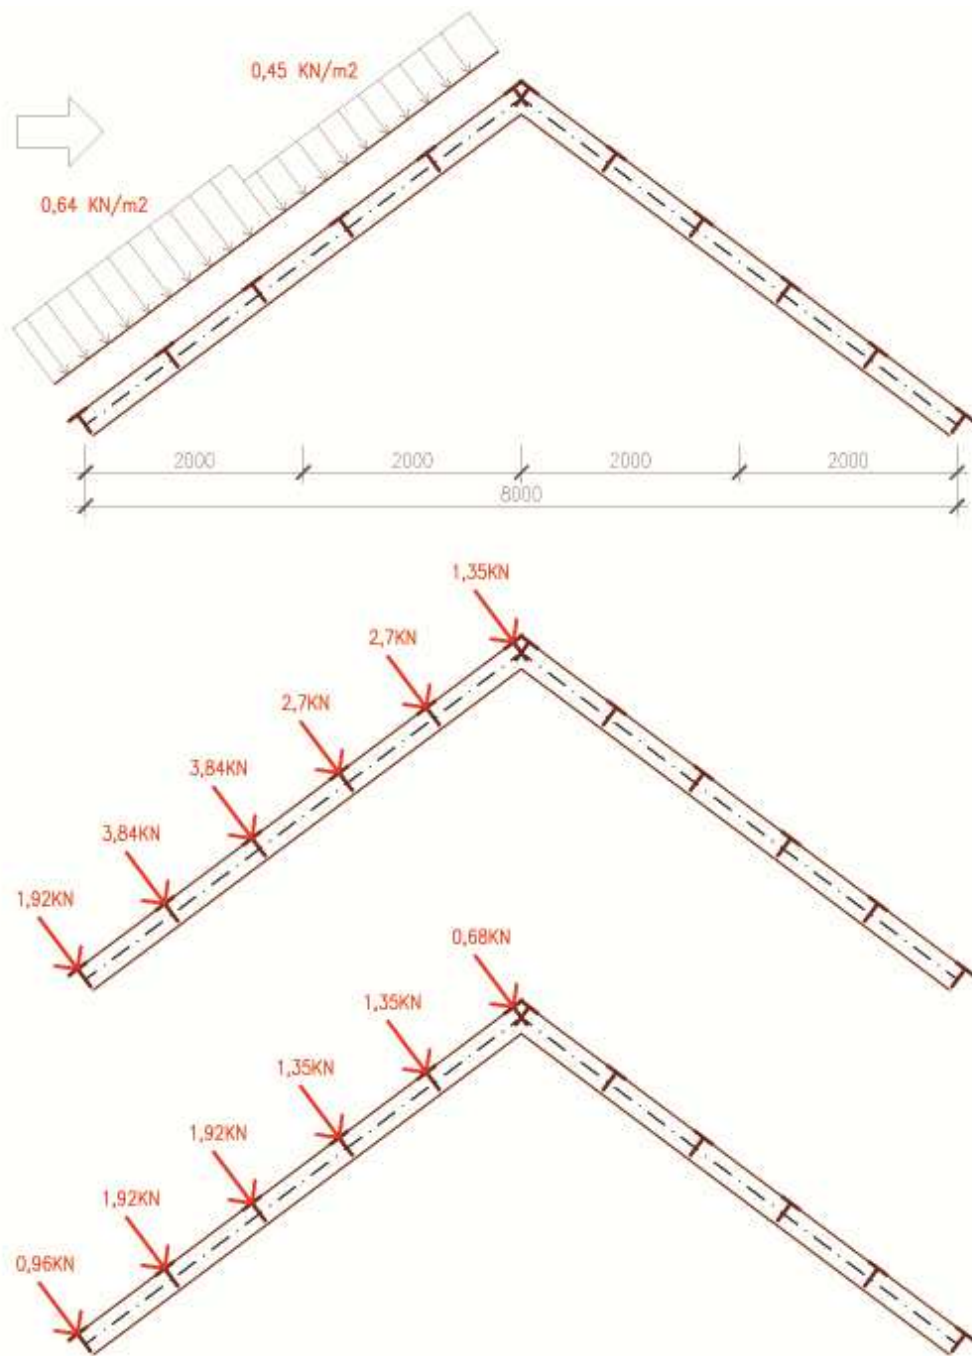 0,45 KN/m2
0,64 KN/m2
2000 2000 2000 2000
8000
1,35KN
2,7KN
2,7KN
3,84KN
3,84KN
1,92KN
0,68KN
1,35KN
1,35KN
1,92KN
1,92KN
0,96KN